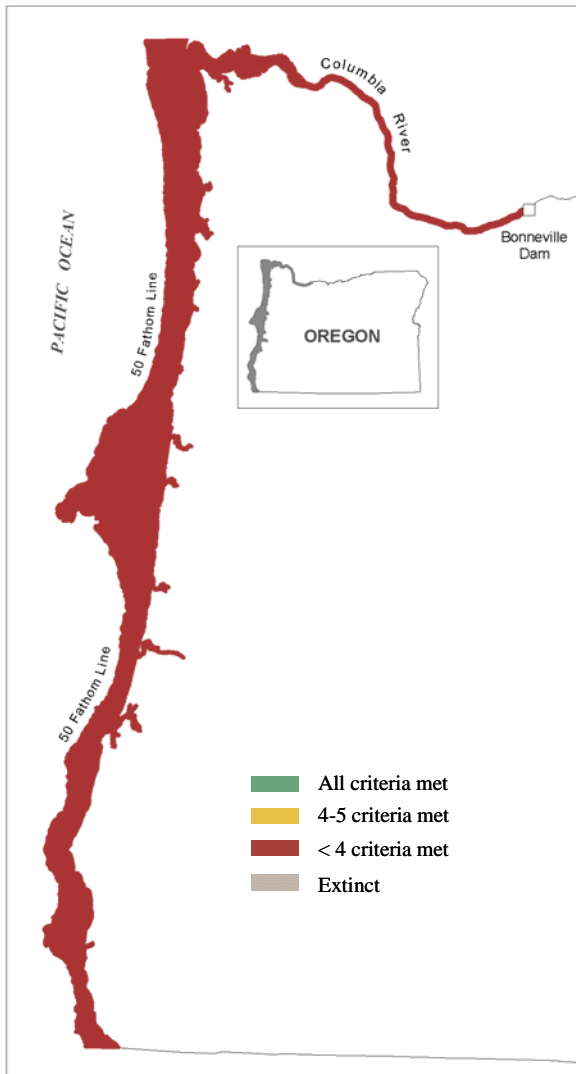 Columbia
River
Bonneville
Dam
PACIFIC OCEAN
50 Fathom Line
OREGON
50 Fathom Line
All criteria met
4-5 criteria met
< 4 criteria met
Extinct